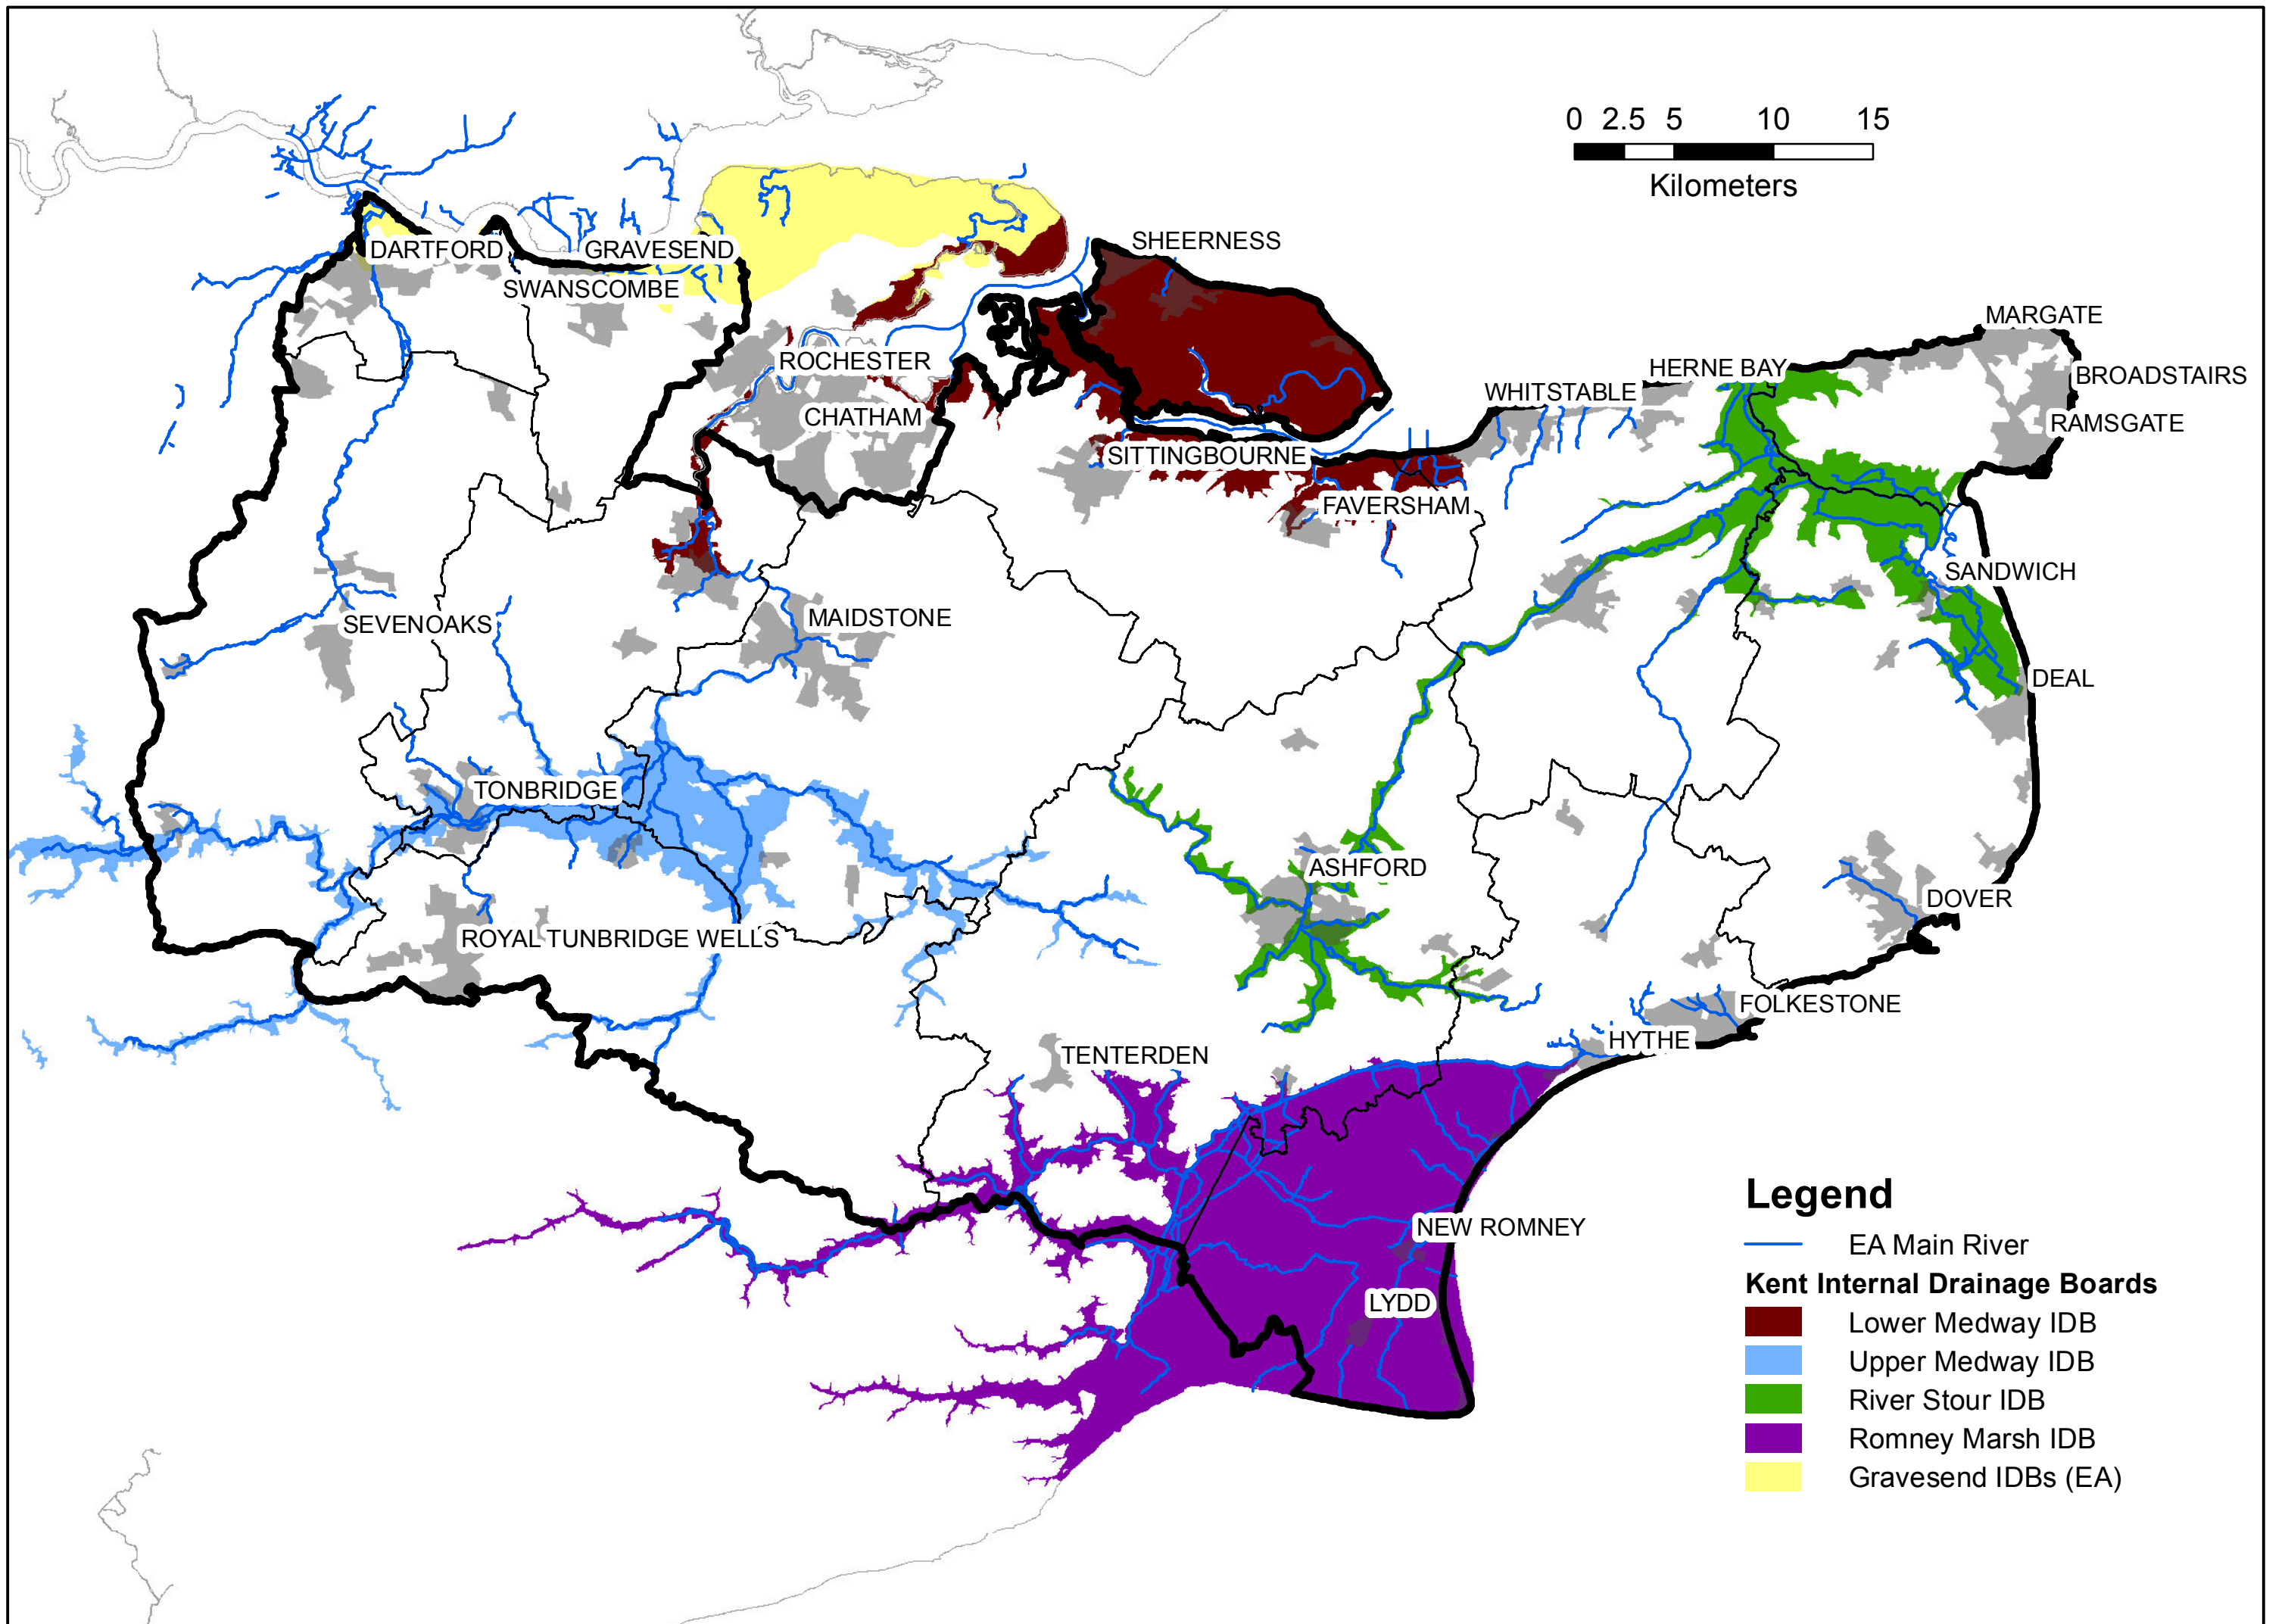 0 2.5 5 10 15
Kilometers
SHEERNESS
DARTFORD
GRAVESEND
SWANSCOMBE
MARGATE
ROCHESTER
HERNE BAY
BROADSTAIRS
WHITSTABLE
CHATHAM
RAMSGATE
SITTINGBOURNE
FAVERSHAM
SANDWICH
SEVENOAKS
MAIDSTONE
DEAL
TONBRIDGE
ASHFORD
DOVER
ROYAL TUNBRIDGE WELLS
FOLKESTONE
HYTHE
TENTERDEN
NEW ROMNEY
LYDD
Legend
EA Main River
Kent Internal Drainage Boards
Lower Medway IDB
Upper Medway IDB
River Stour IDB
Romney Marsh IDB
Gravesend IDBs (EA)